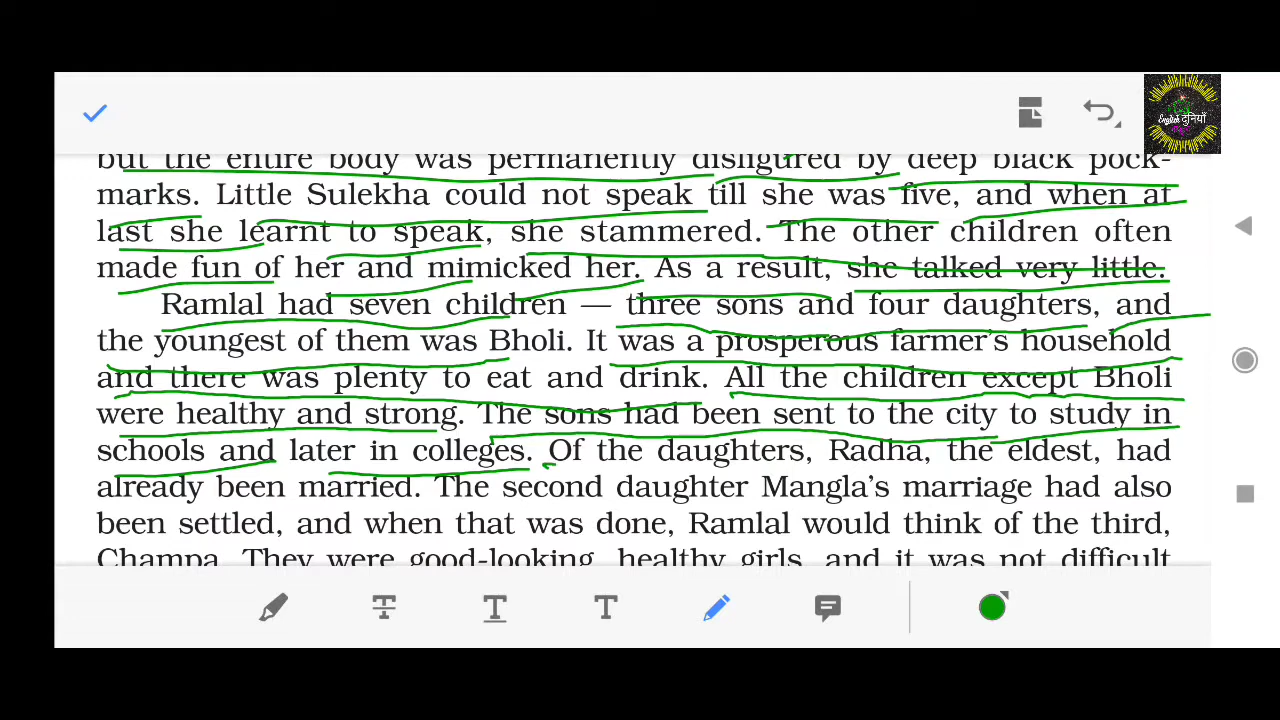 but the entire body was permanently disfigured by deep black pock-
marks. Little Sulekha could not speak till she was five, and when at
last she learnt to speak, she stammered. The other children often
made fun of her and mimicked her. As a result, she talked very little.
Ramlal had seven children — three sons and four daughters, and
the youngest of them was Bholi. It was a prosperous farmer's household
and there was plenty to eat and drink. All the children except Bholi
were healthy and strong. The sons had been sent to the city to study in
schools and later in colleges. Of the daughters, Radha, the eldest, had
already been married. The second daughter Mangla's marriage had also
been settled, and when that was done, Ramlal would think of the third,
Champa. They were good-looking, healthy girls, and it was not difficult
English दुनियाँ